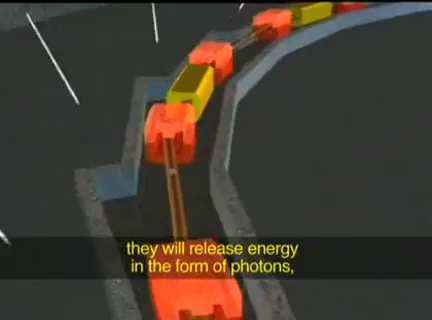 they will release energy
in the form of photons,